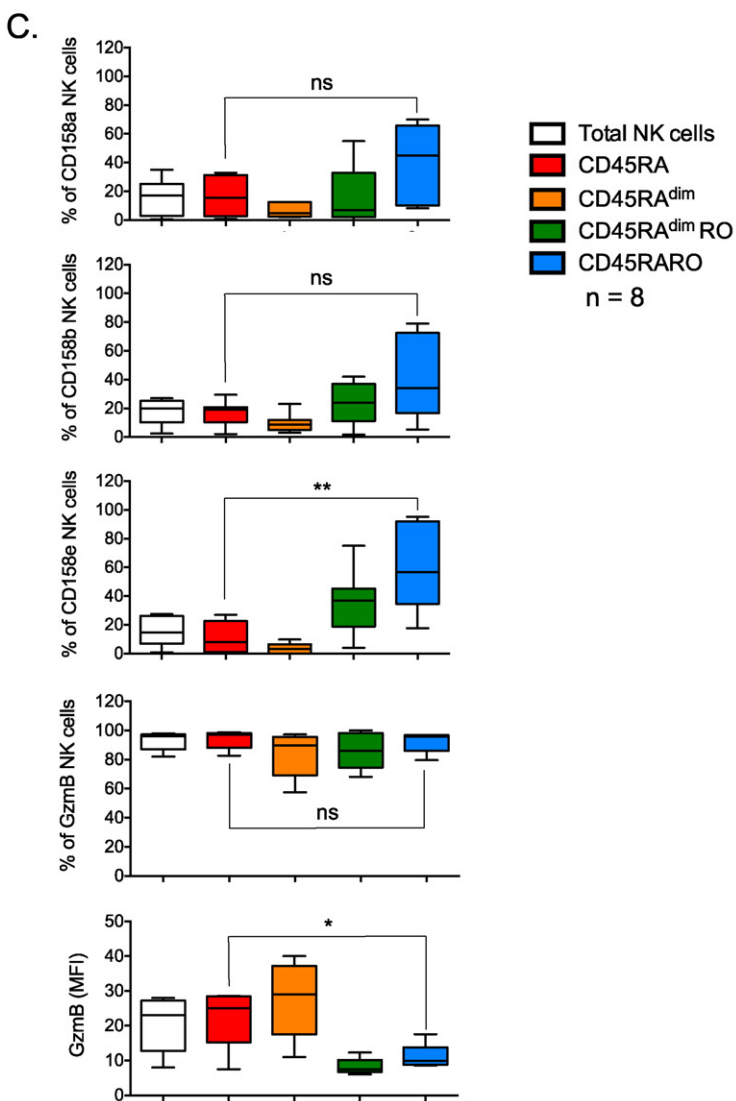 C.
% of CD158a NK cells
120
100
80
60
40
20
0
ns
Total NK cells
CD45RA
CD45RAdim
CD45RAdim RO
CD45RARO
n = 8
% of CD158b NK cells
120
100
80
60
40
20
0
ns
% of CD158e NK cells
120
100
80
60
40
20
0
**
% of GzmB NK cells
120
100
80
60
40
20
0
ns
GzmB (MFI)
50
40
30
20
10
0
*